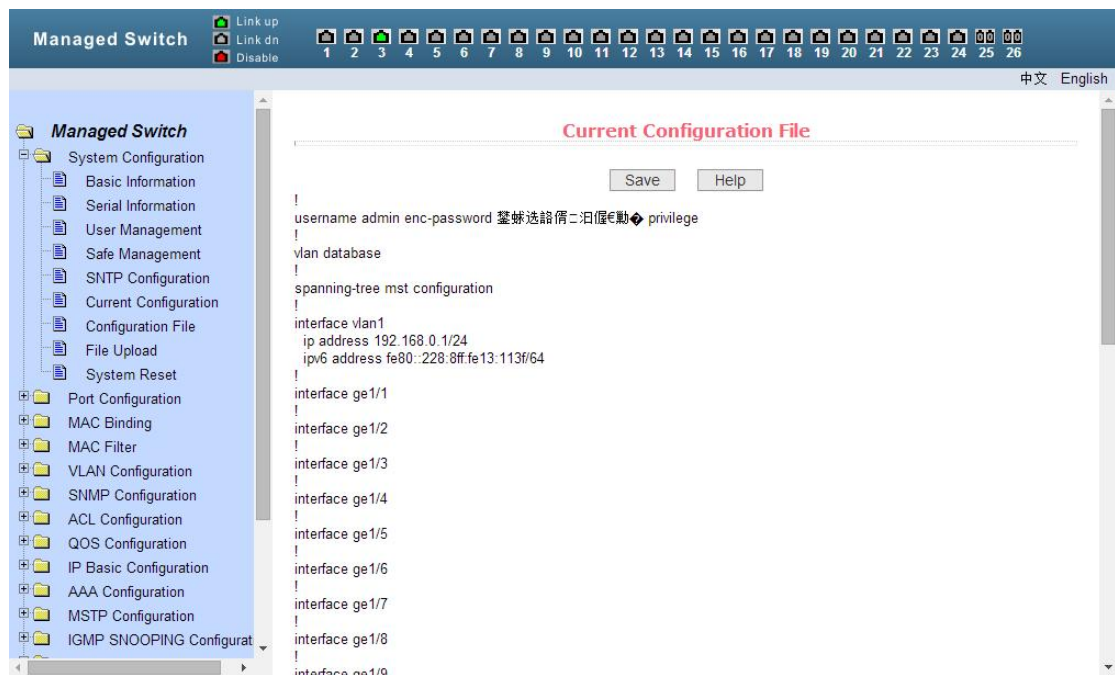 Managed Switch
Link up
Link dn
Disable
1 2 3 4 5 6 7 8 9 10 11 12 13 14 15 16 17 18 19 20 21 22 23 24 25 26
中文 English
Managed Switch
System Configuration
Basic Information
Serial Information
User Management
Safe Management
SNTP Configuration
Current Configuration
Configuration File
File Upload
System Reset
Port Configuration
MAC Binding
MAC Filter
VLAN Configuration
SNMP Configuration
ACL Configuration
QOS Configuration
IP Basic Configuration
AAA Configuration
MSTP Configuration
IGMP SNOOPING Configurat
Current Configuration File
Save Help
!
username admin enc-password privilege
!
vlan database
!
spanning-tree mst configuration
!
interface vlan1
ip address 192.168.0.1/24
ipv6 address fe80::228:8ff:fe13:113f/64
!
interface ge1/1
!
interface ge1/2
!
interface ge1/3
!
interface ge1/4
!
interface ge1/5
!
interface ge1/6
!
interface ge1/7
!
interface ge1/8
!
interface ge1/9